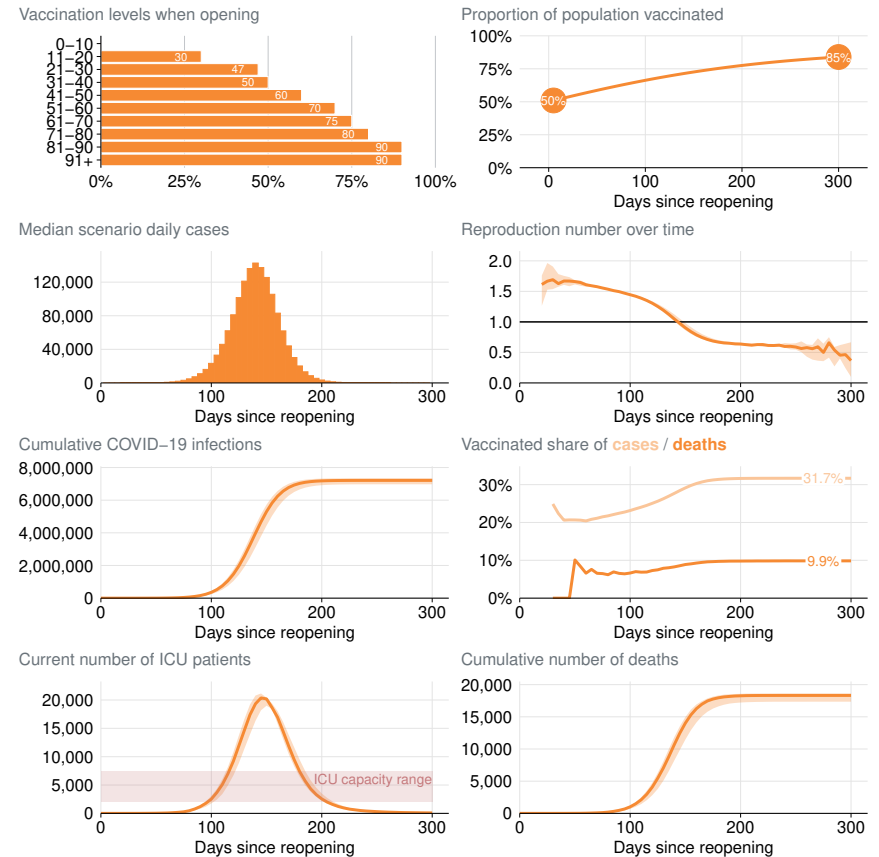 Vaccination levels when opening
0–10
11–20
30
21–30
47
31–40
50
41–50
60
51–60
70
61–70
75
71–80
80
81–90
90
91+
90
0% 25% 50% 75% 100%
Proportion of population vaccinated
100%
85%
75%
50%
50%
25%
0%
0 100 200 300
Days since reopening
Median scenario daily cases
120,000
80,000
40,000
0
0 100 200 300
Days since reopening
Reproduction number over time
2.0
1.5
1.0
0.5
0.0
0 100 200 300
Days since reopening
Cumulative COVID–19 infections
8,000,000
6,000,000
4,000,000
2,000,000
0
0 100 200 300
Days since reopening
Vaccinated share of cases / deaths
30%
31.7%
20%
10%
9.9%
0%
0 100 200 300
Days since reopening
Current number of ICU patients
20,000
15,000
10,000
ICU capacity range
5,000
0
0 100 200 300
Days since reopening
Cumulative number of deaths
20,000
15,000
10,000
5,000
0
0 100 200 300
Days since reopening